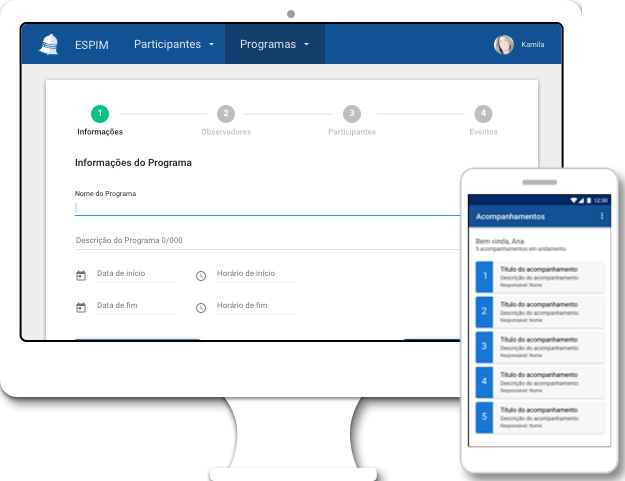 ESPIM
Participantes
Programas
Kamila
1
2
3
4
Informações
Observadores
Participantes
Eventos
Informações do Programa
Nome do Programa
Descrição do Programa 0/000
Data de início
Horário de início
Data de fim
Horário de fim
12:30
Acompanhamentos
Bem vinda, Ana
5 acompanhamentos em andamento
1
Título do acompanhamento
Descrição do acompanhamento
Responsável: Nome
2
Título do acompanhamento
Descrição do acompanhamento
Responsável: Nome
3
Título do acompanhamento
Descrição do acompanhamento
Responsável: Nome
4
Título do acompanhamento
Descrição do acompanhamento
Responsável: Nome
5
Título do acompanhamento
Descrição do acompanhamento
Responsável: Nome